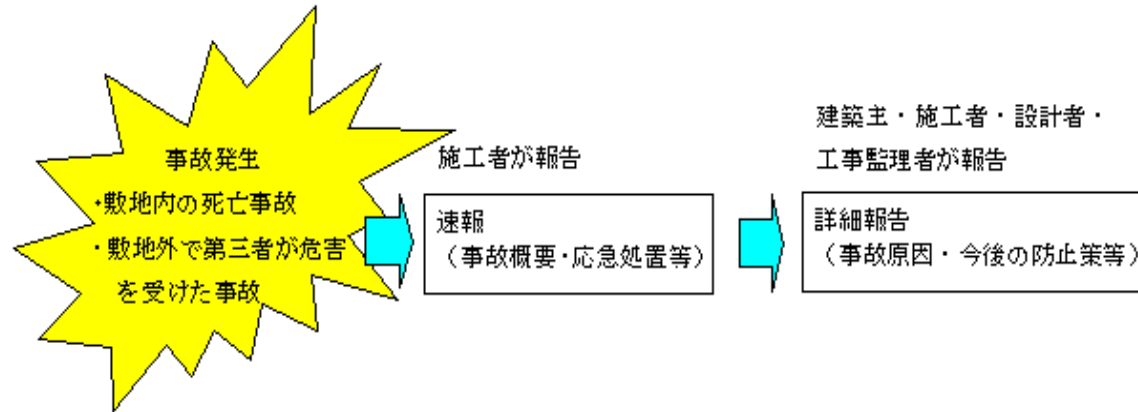 事故発生
・敷地内の死亡事故
・敷地外で第三者が危害
を受けた事故
施工者が報告
速報
（事故概要・応急処置等）
建築主・施工者・設計者・
工事監理者が報告
詳細報告
（事故原因・今後の防止策等）